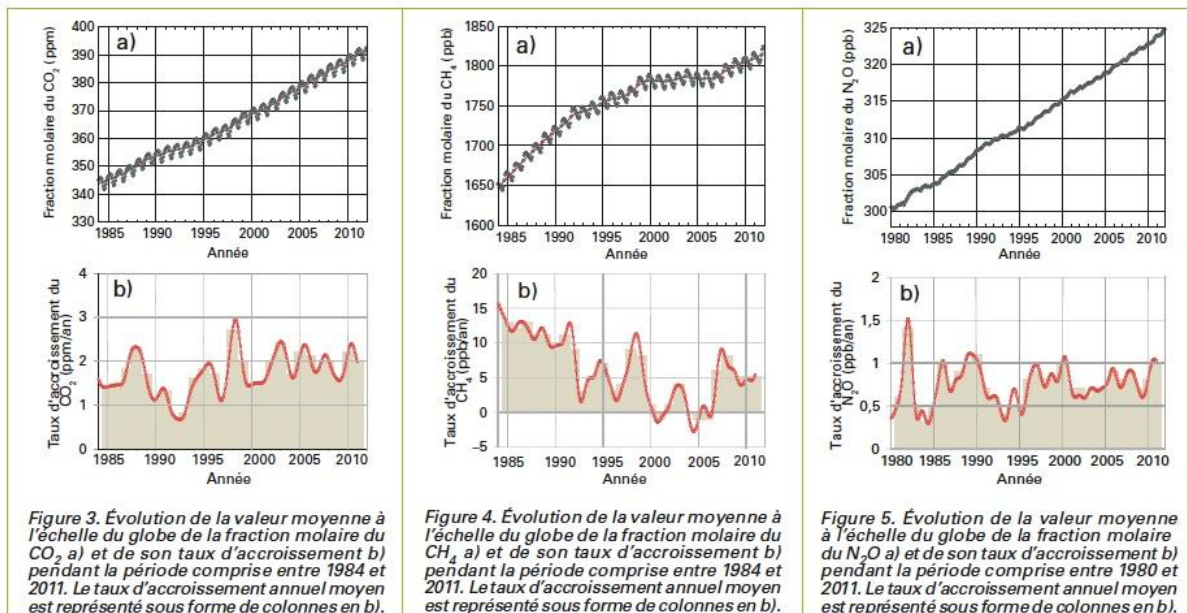 Fraction molaire du CO₂ (ppm)
a)
400
390
380
370
360
350
340
330
1985 1990 1995 2000 2005 2010
Année
Taux d'accroissement du
CO₂ (ppm/an)
b)
4
3
2
1
0
1985 1990 1995 2000 2005 2010
Année
Figure 3. Évolution de la valeur moyenne à
l'échelle du globe de la fraction molaire du
CO₂ a) et de son taux d'accroissement b)
pendant la période comprise entre 1984 et
2011. Le taux d'accroissement annuel moyen
est représenté sous forme de colonnes en b).
Fraction molaire du CH₄ (ppb)
a)
1850
1800
1750
1700
1650
1600
1985 1990 1995 2000 2005 2010
Année
Taux d'accroissement du
CH₄ (ppb/an)
b)
20
15
10
5
0
–5
1985 1990 1995 2000 2005 2010
Année
Figure 4. Évolution de la valeur moyenne à
l'échelle du globe de la fraction molaire du
CH₄ a) et de son taux d'accroissement b)
pendant la période comprise entre 1984 et
2011. Le taux d'accroissement annuel moyen
est représenté sous forme de colonnes en b).
Fraction molaire du N₂O (ppb)
a)
325
320
315
310
305
300
1980 1985 1990 1995 2000 2005 2010
Année
Taux d'accroissement du
N₂O (ppb/an)
b)
2
1,5
1
0,5
0
1980 1985 1990 1995 2000 2005 2010
Année
Figure 5. Évolution de la valeur moyenne
à l'échelle du globe de la fraction molaire
du N₂O a) et de son taux d'accroissement b)
pendant la période comprise entre 1980 et
2011. Le taux d'accroissement annuel moyen
est représenté sous forme de colonnes en b).